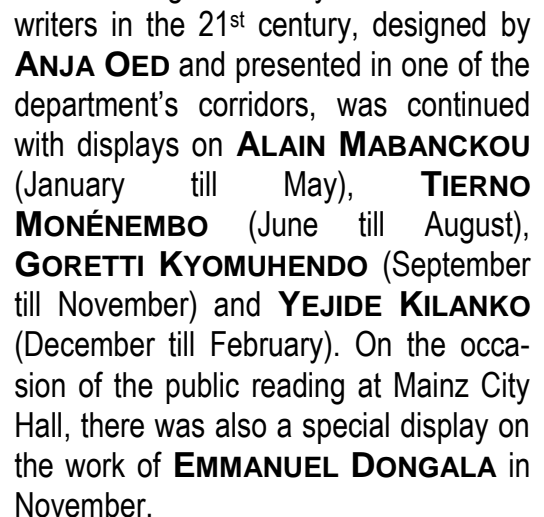 writers in the 21st century, designed by
ANJA OED and presented in one of the
department's corridors, was continued
with displays on ALAIN MABANCKOU
(January till May), TIERNO
MONÉNEMBO (June till August),
GORETTI KYOMUHENDO (September
till November) and YEJIDE KILANKO
(December till February). On the occa-
sion of the public reading at Mainz City
Hall, there was also a special display on
the work of EMMANUEL DONGALA in
November.